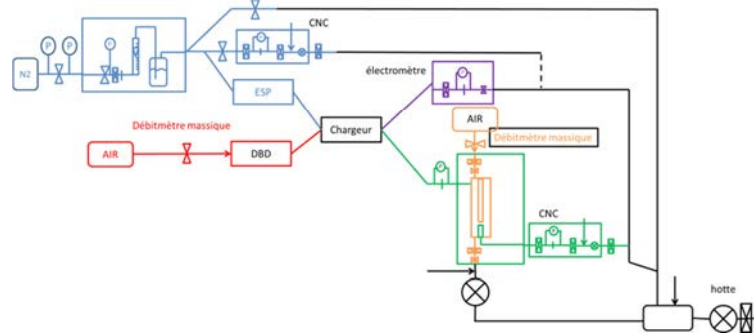 CNC
P
P
P
P
N2
électromètre
P
ESP
AIR
Débitmètre massique
Débitmètre massique
Chargeur
AIR
DBD
P
CNC
P
hotte